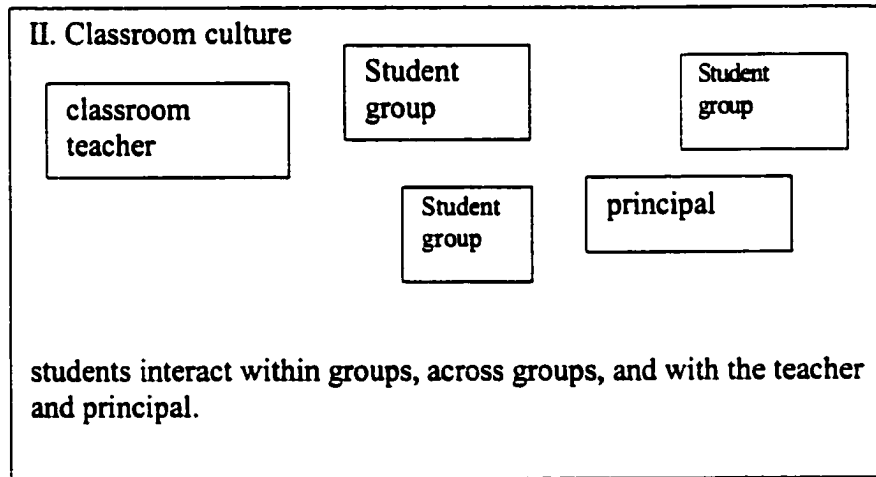 II. Classroom culture
classroom
teacher
Student
group
Student
group
Student
group
principal
students interact within groups, across groups, and with the teacher
and principal.